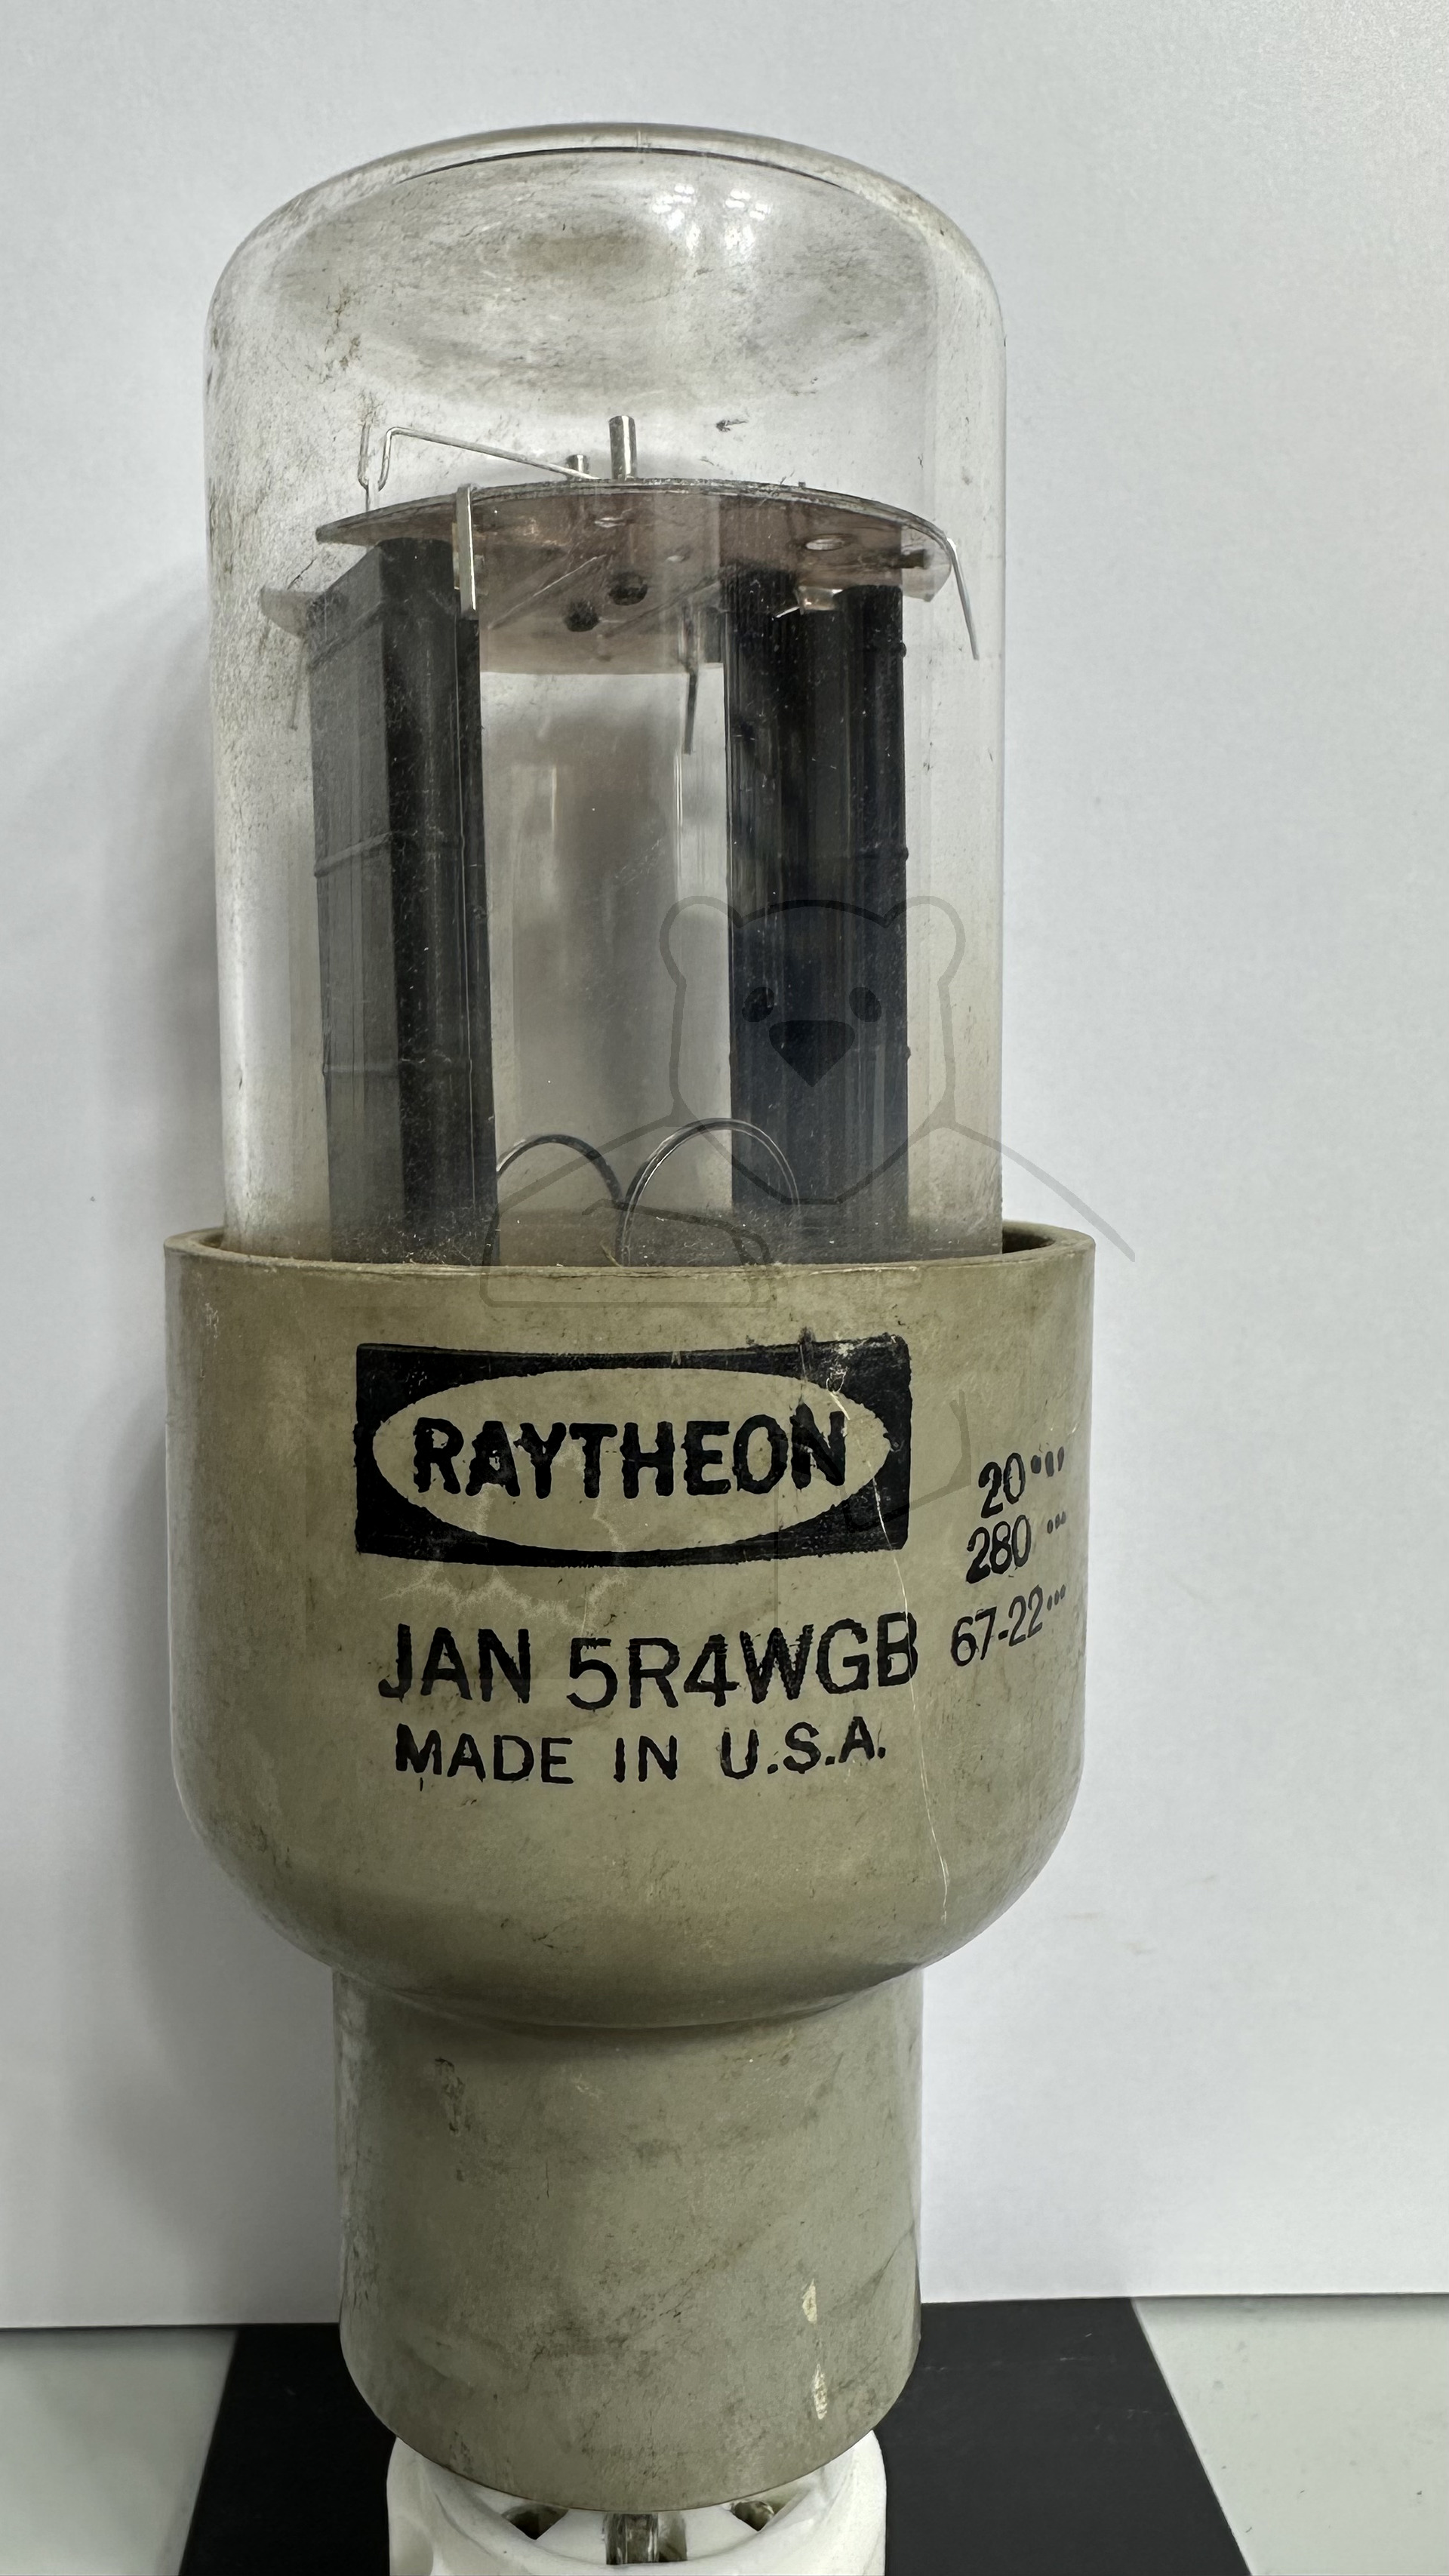 RAYTHEON
JAN 5R4WGB
MADE IN U.S.A.
20
280
67-22